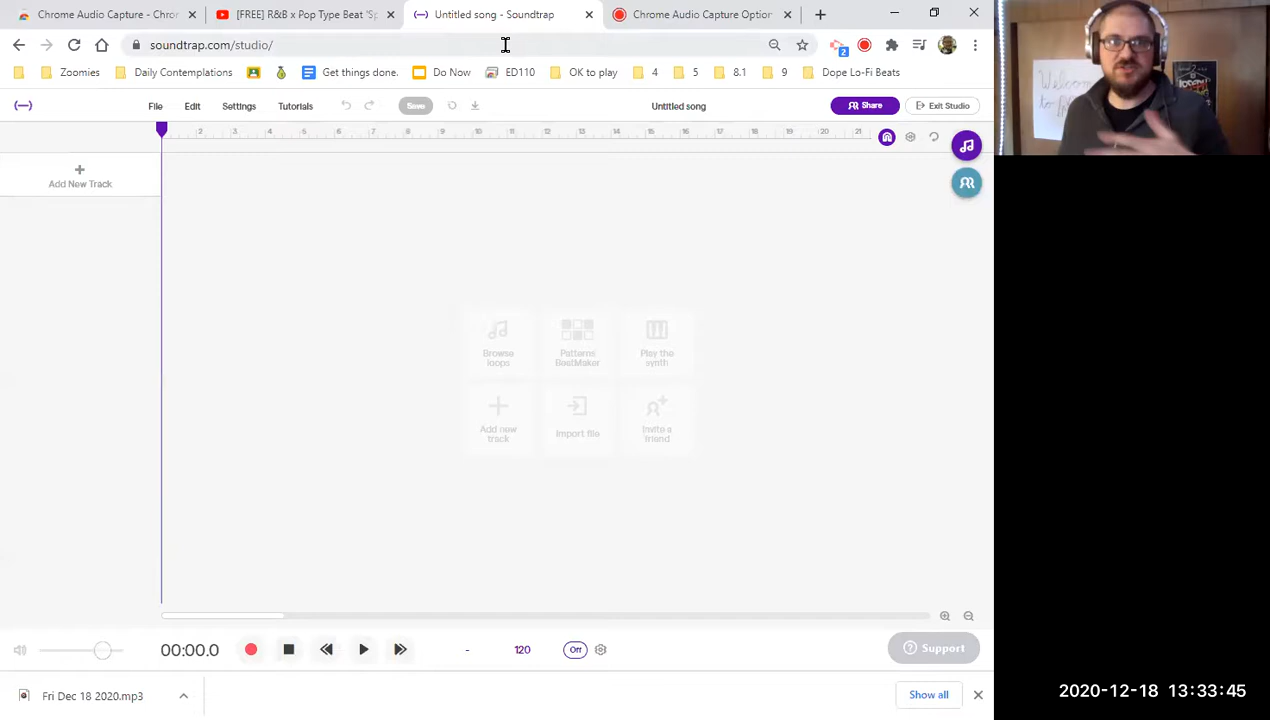 Chrome Audio Capture - Chror
[FREE] R&B x Pop Type Beat 'Sp
Untitled song - Soundtrap
Chrome Audio Capture Option
soundtrap.com/studio/
2
Zoomies
Daily Contemplations
Get things done.
Do Now
ED110
OK to play
4
5
8.1
9
Dope Lo-Fi Beats
File
Edit
Settings
Tutorials
Save
Untitled song
Share
Exit Studio
2 3 4 5 6 7 8 9 10 11 12 13 14 15 16 17 18 19 20 21
Add New Track
Browse
loops
Patterns
BeatMaker
Play the
synth
Add new
track
Import file
Invite a
friend
00:00.0
-
120
Off
Support
Fri Dec 18 2020.mp3
Show all
Welcome
to
2020-12-18 13:33:45